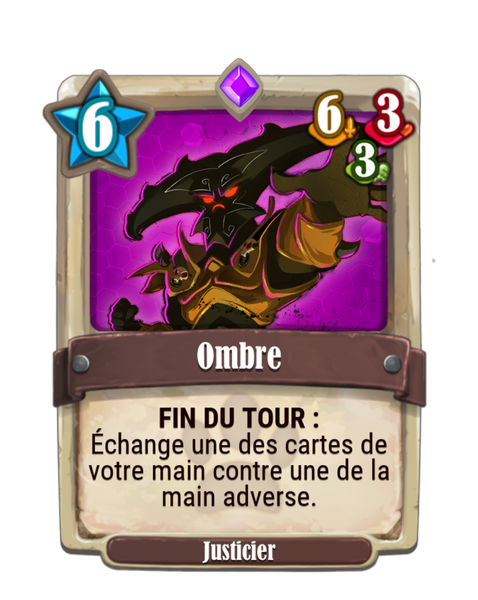 6
6 3
3
Ombre
FIN DU TOUR :
Échange une des cartes de
votre main contre une de la
main adverse.
Justicier